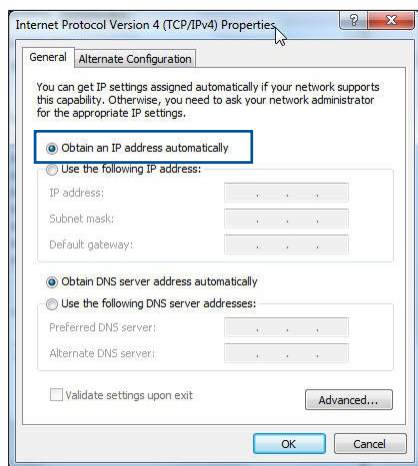 Internet Protocol Version 4 (TCP/IPv4) Properties
General
Alternate Configuration
You can get IP settings assigned automatically if your network supports
this capability. Otherwise, you need to ask your network administrator
for the appropriate IP settings.
Obtain an IP address automatically
Use the following IP address:
IP address:
Subnet mask:
Default gateway:
Obtain DNS server address automatically
Use the following DNS server addresses:
Preferred DNS server:
Alternate DNS server:
Validate settings upon exit
Advanced...
OK
Cancel